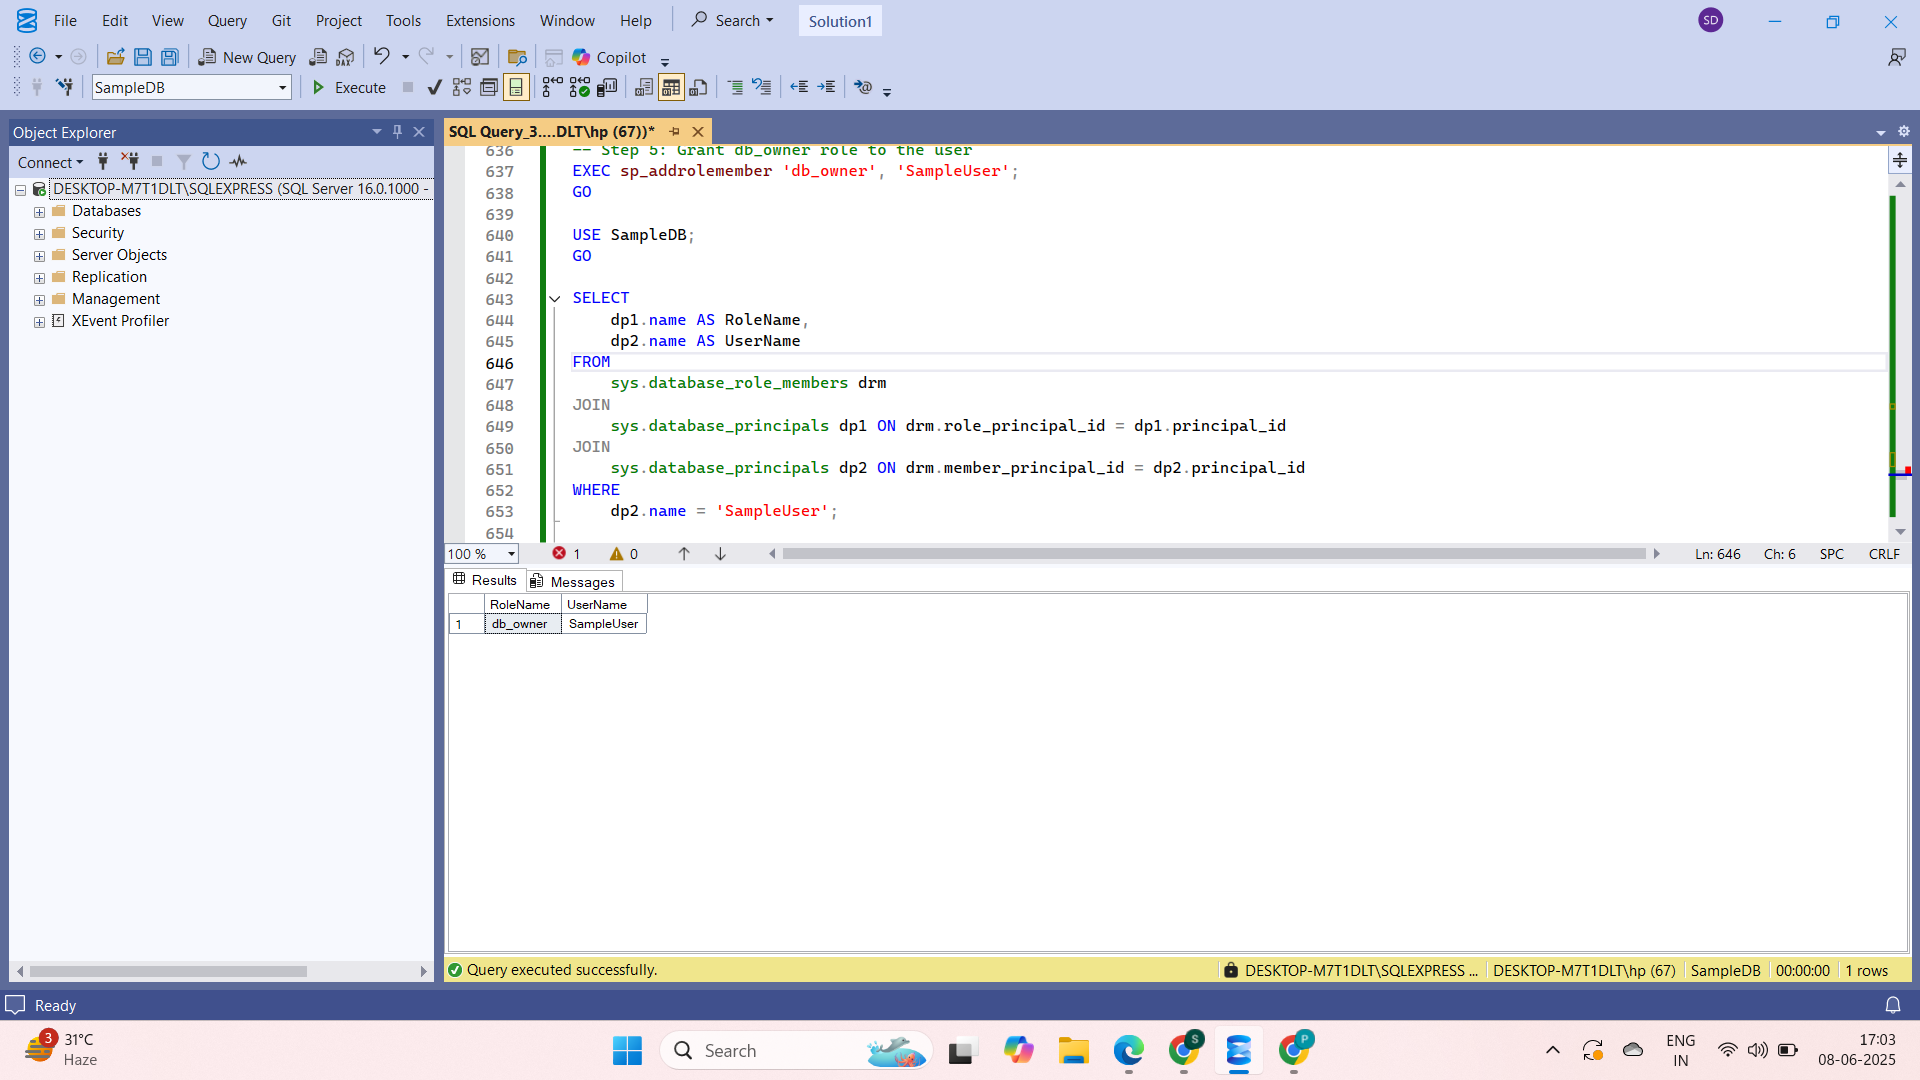 File Edit View Query Git Project Tools Extensions Window Help Search Solution1 SD
New Query DAX Copilot
SampleDB Execute
Object Explorer
Connect
DESKTOP-M7T1DLT\SQLEXPRESS (SQL Server 16.0.1000 -
Databases
Security
Server Objects
Replication
Management
XEvent Profiler
SQL Query_3....DLT\hp (67))*
636 -- Step 5: Grant db_owner role to the user
637 EXEC sp_addrolemember 'db_owner', 'SampleUser';
638 GO
639
640 USE SampleDB;
641 GO
642
643 SELECT
644 dp1.name AS RoleName,
645 dp2.name AS UserName
646 FROM
647 sys.database_role_members drm
648 JOIN
649 sys.database_principals dp1 ON drm.role_principal_id = dp1.principal_id
650 JOIN
651 sys.database_principals dp2 ON drm.member_principal_id = dp2.principal_id
652 WHERE
653 dp2.name = 'SampleUser';
654
100 % 1 0 Ln: 646 Ch: 6 SPC CRLF
Results Messages
RoleName UserName
1 db_owner SampleUser
Query executed successfully. DESKTOP-M7T1DLT\SQLEXPRESS ... DESKTOP-M7T1DLT\hp (67) SampleDB 00:00:00 1 rows
Ready
3 31°C
Haze
Search
S
P
ENG
IN
17:03
08-06-2025